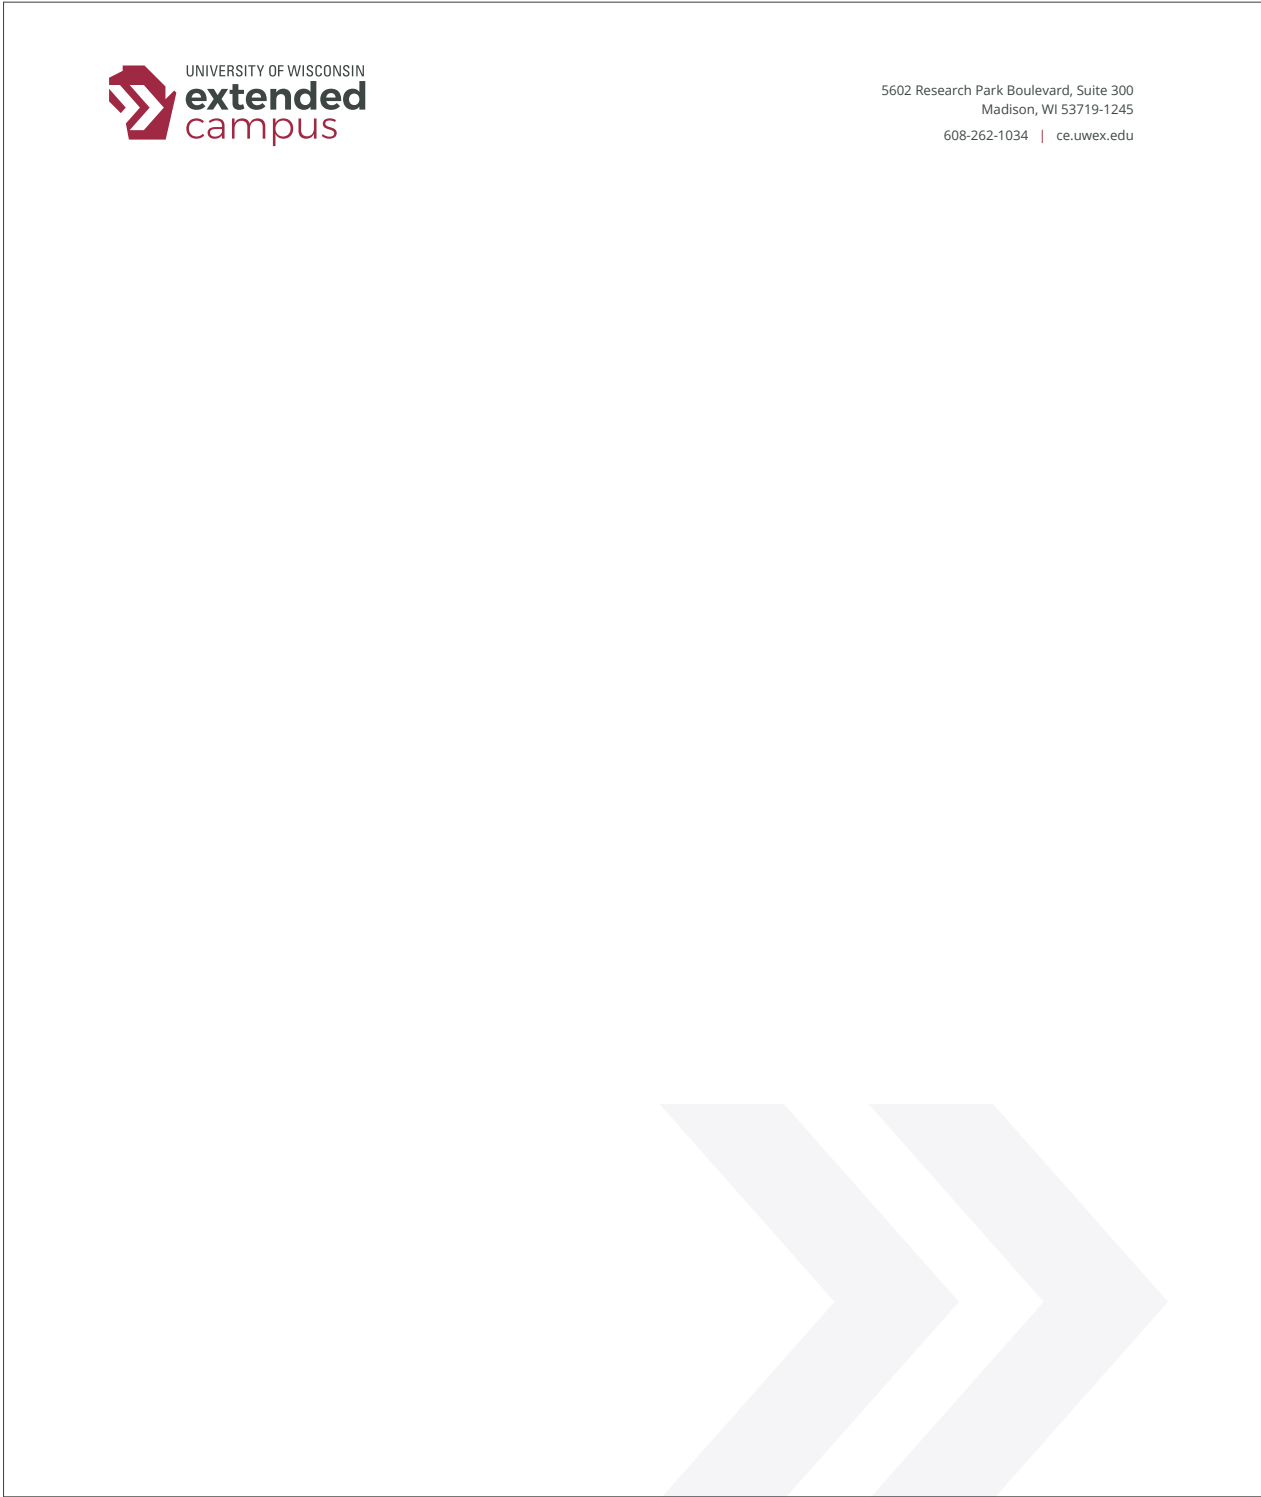 UNIVERSITY OF WISCONSIN
extended
campus
5602 Research Park Boulevard, Suite 300
Madison, WI 53719-1245
608-262-1034 | ce.uwex.edu